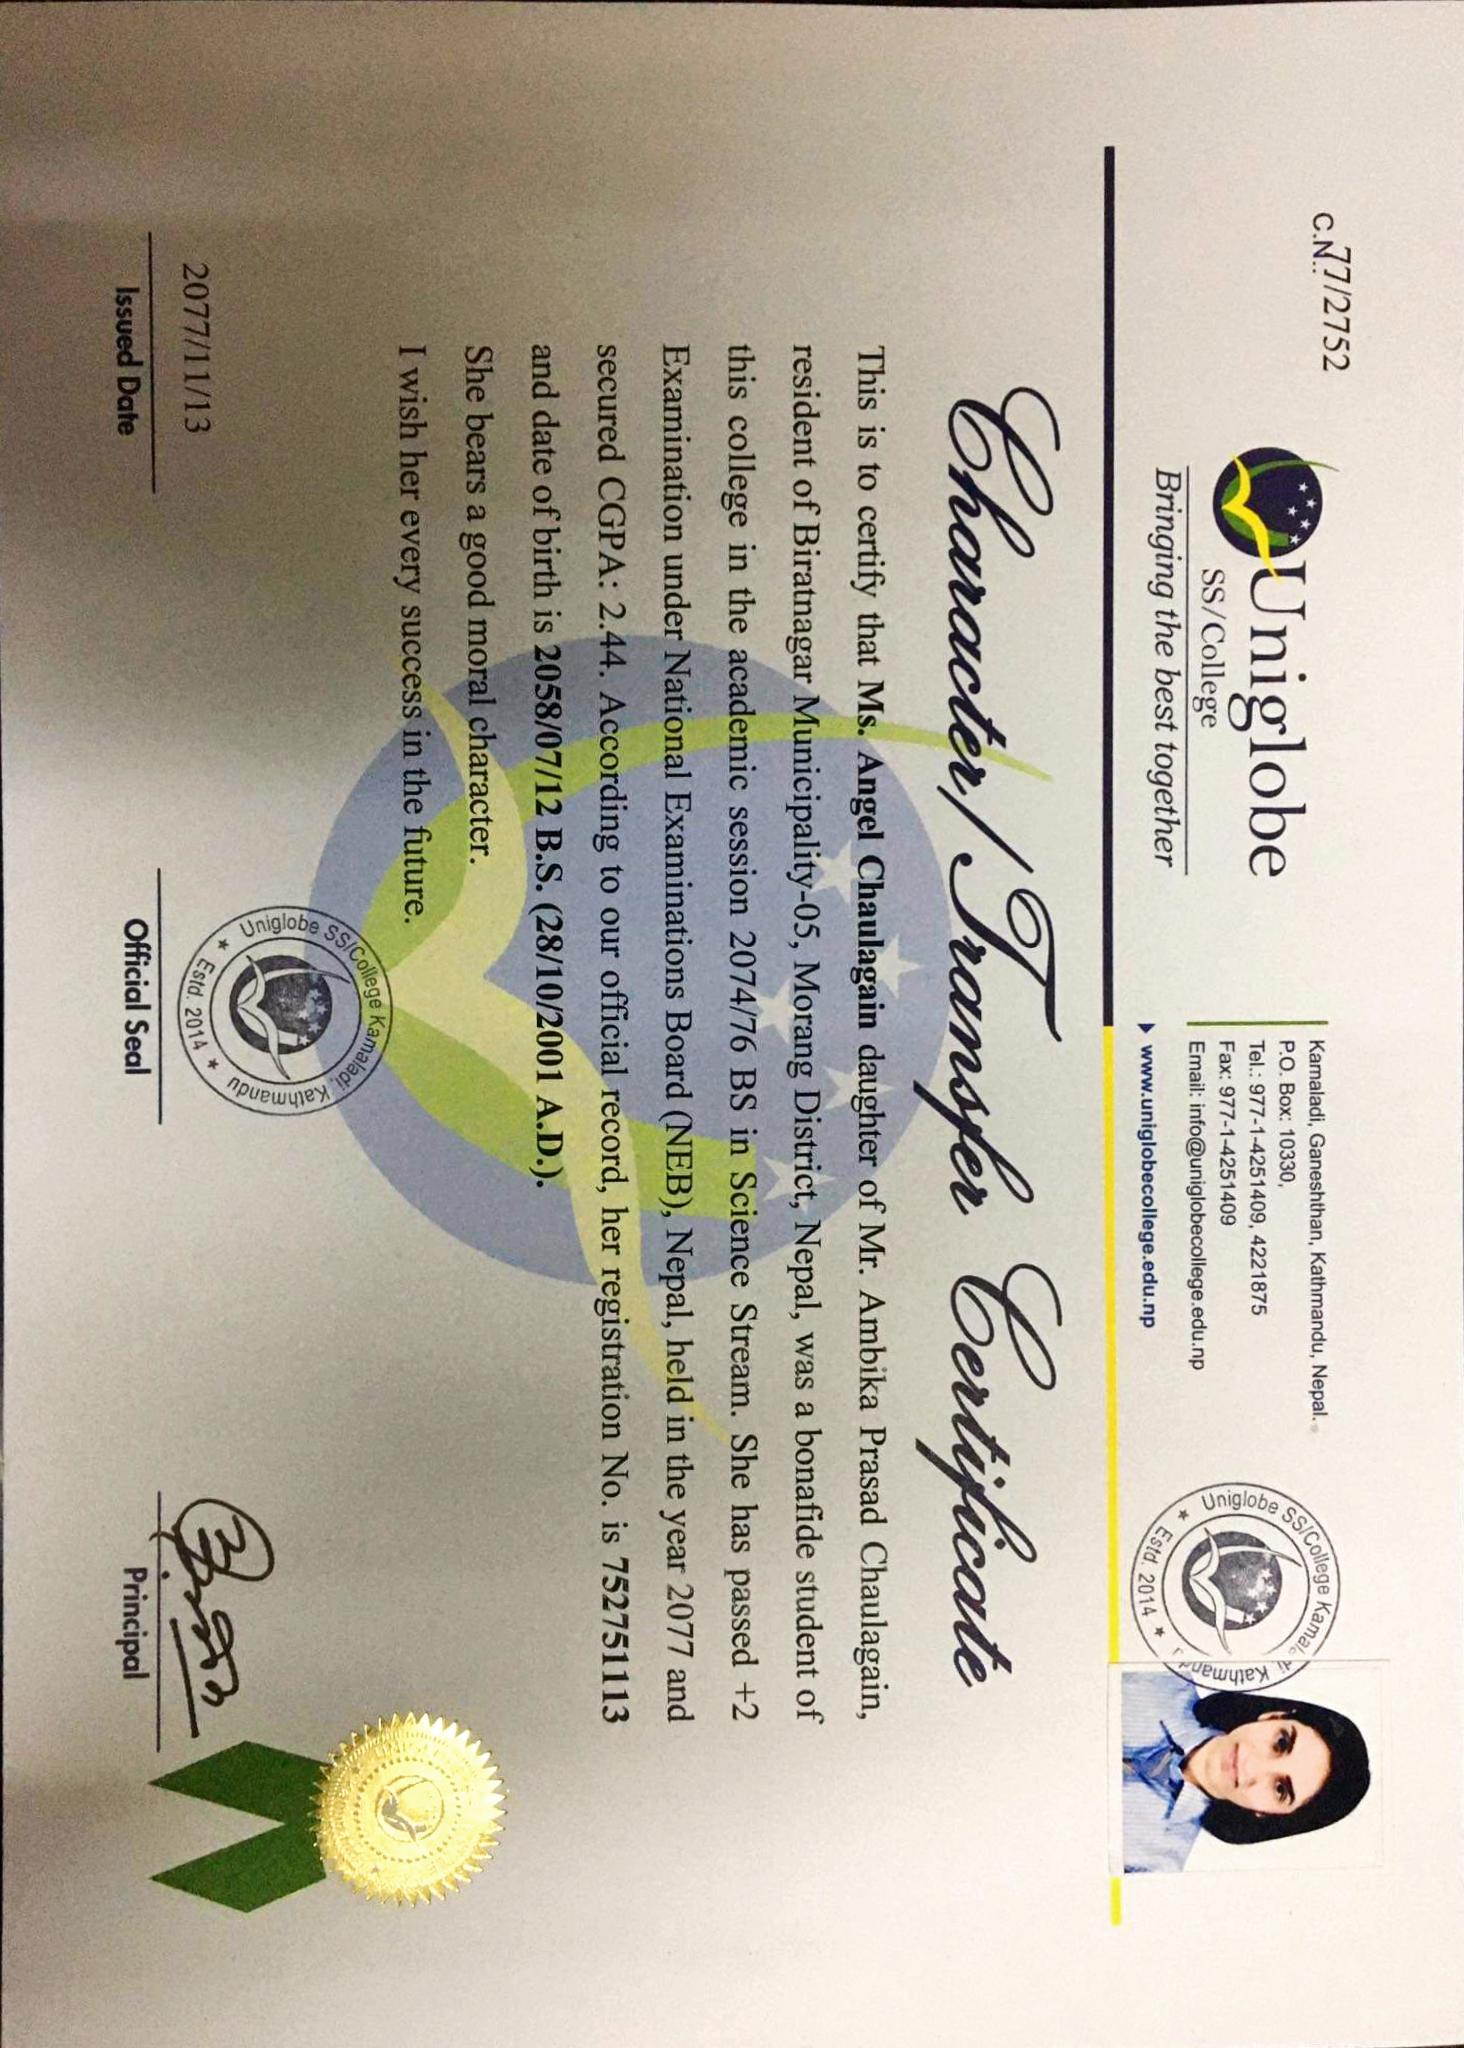 C.N.: 77/2752
Uniglobe
SS/College
Bringing the best together
Kamaladi, Ganeshthan, Kathmandu, Nepal.
P.O. Box: 10330,
Tel.: 977-1-4251409, 4221875
Fax: 977-1-4251409
Email: info@uniglobecollege.edu.np
www.uniglobecollege.edu.np
Uniglobe SS/College Kamaladi, Kathmandu
Estd. 2014
Character/Transfer Certificate
This is to certify that Ms. Angel Chaulagain daughter of Mr. Ambika Prasad Chaulagain,
resident of Biratnagar Municipality-05, Morang District, Nepal, was a bonafide student of
this college in the academic session 2074/76 BS in Science Stream. She has passed +2
Examination under National Examinations Board (NEB), Nepal, held in the year 2077 and
secured CGPA: 2.44. According to our official record, her registration No. is 752751113
and date of birth is 2058/07/12 B.S. (28/10/2001 A.D.).
She bears a good moral character.
I wish her every success in the future.
Uniglobe SS/College Kamaladi, Kathmandu
Estd. 2014
2077/11/13
Issued Date
Official Seal
Principal